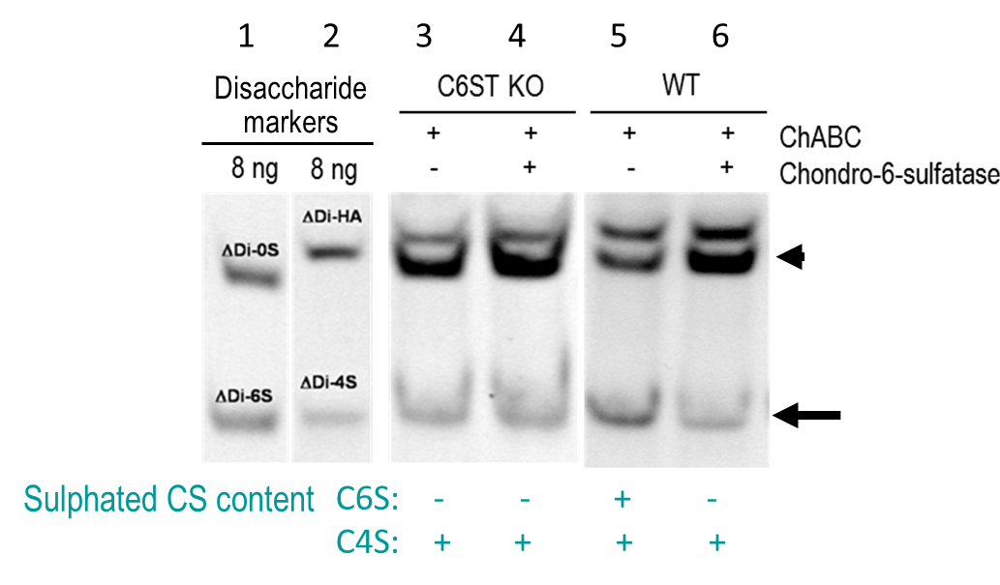 1 2 3 4 5 6
Disaccharide markers
C6ST KO
WT
+ + + + ChABC
8 ng 8 ng - + - + Chondro-6-sulfatase
ΔDi-HA
ΔDi-0S
ΔDi-4S
ΔDi-6S
Sulphated CS content C6S: - - + -
C4S: + + + +